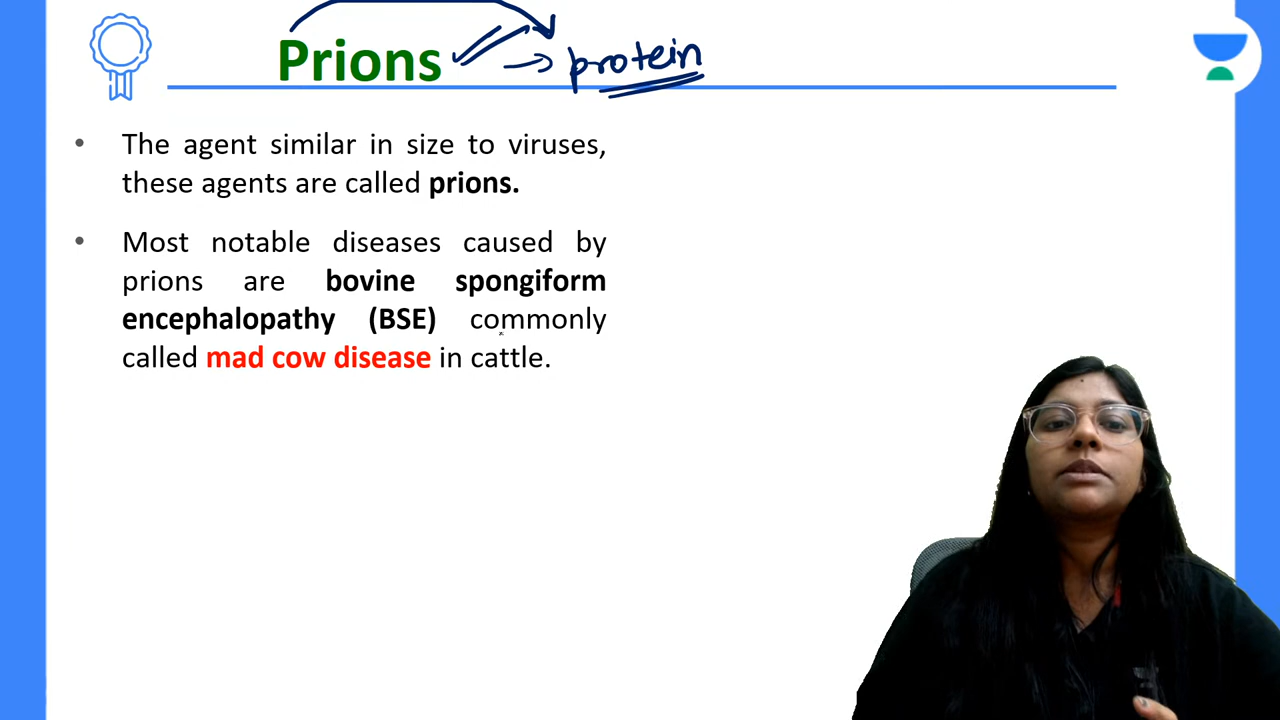 Prions → protein
• The agent similar in size to viruses,
these agents are called prions.
• Most notable diseases caused by
prions are bovine spongiform
encephalopathy (BSE) commonly
called mad cow disease in cattle.